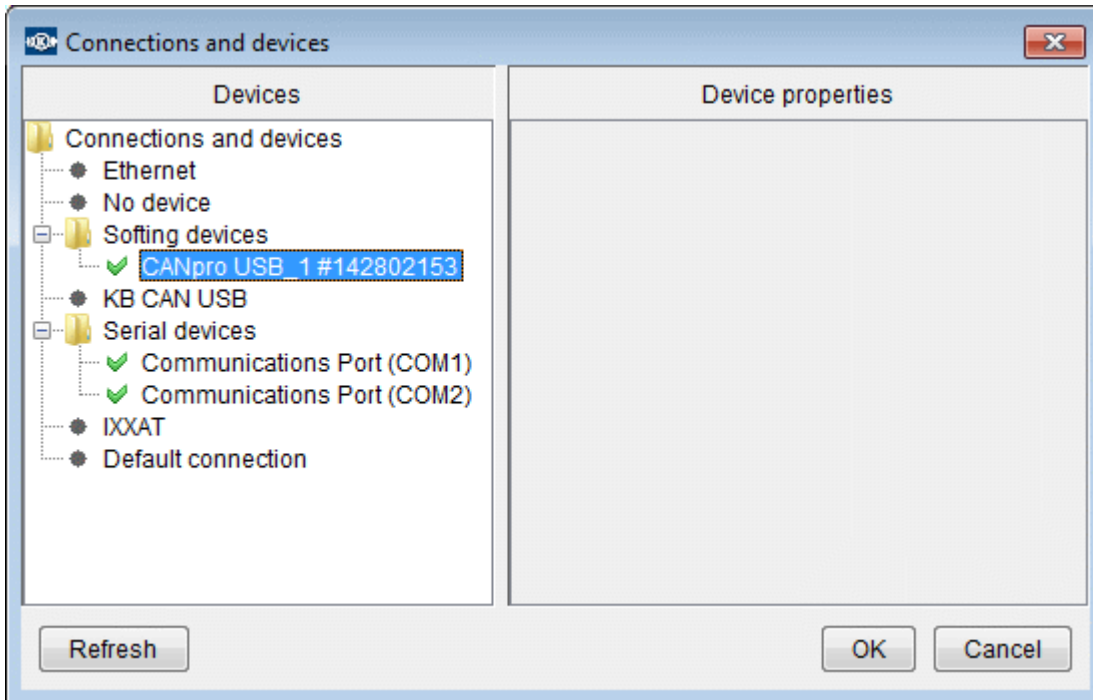 Connections and devices
Devices
Device properties
Connections and devices
Ethernet
No device
Softing devices
CANpro USB_1 #142802153
KB CAN USB
Serial devices
Communications Port (COM1)
Communications Port (COM2)
IXXAT
Default connection
Refresh
OK
Cancel